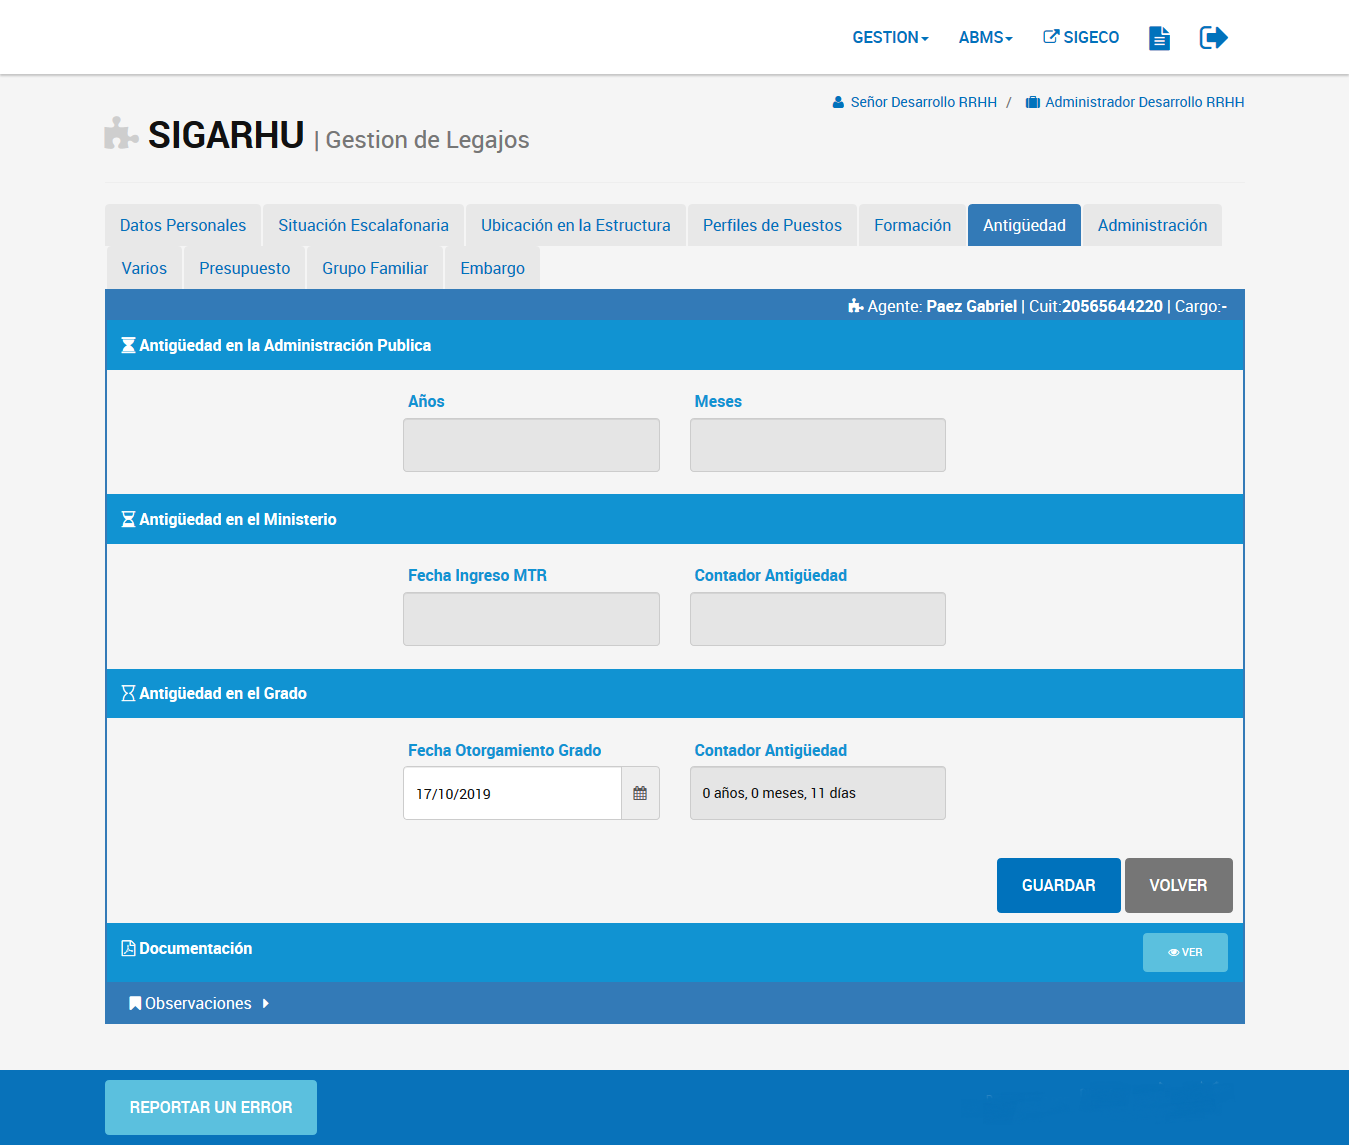 GESTION ABMS SIGECO
Señor Desarrollo RRHH / Administrador Desarrollo RRHH
SIGARHU | Gestion de Legajos
Datos Personales Situación Escalafonaria Ubicación en la Estructura Perfiles de Puestos Formación Antigüedad Administración
Varios Presupuesto Grupo Familiar Embargo
Agente: Paez Gabriel | Cuit:20565644220 | Cargo:-
Antigüedad en la Administración Publica
Años Meses
Antigüedad en el Ministerio
Fecha Ingreso MTR Contador Antigüedad
Antigüedad en el Grado
Fecha Otorgamiento Grado Contador Antigüedad
17/10/2019 0 años, 0 meses, 11 días
GUARDAR VOLVER
Documentación VER
Observaciones
REPORTAR UN ERROR